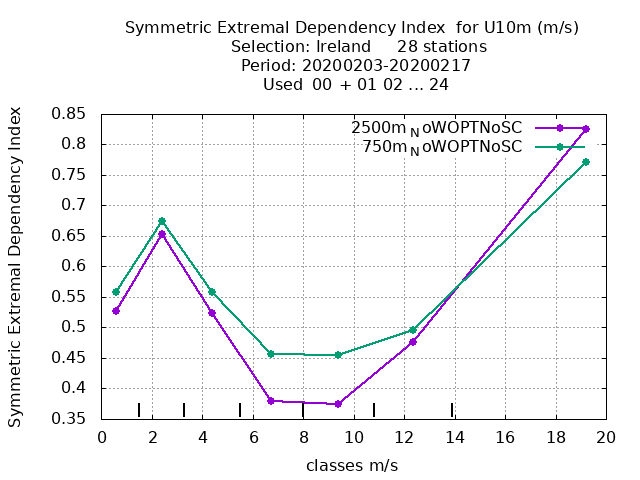 Symmetric Extremal Dependency Index for U10m (m/s)
Selection: Ireland 28 stations
Period: 20200203-20200217
Used 00 + 01 02 ... 24
Symmetric Extremal Dependency Index
0.85
0.8
0.75
0.7
0.65
0.6
0.55
0.5
0.45
0.4
0.35
2500m_NoWOPTNoSC
750m_NoWOPTNoSC
0 2 4 6 8 10 12 14 16 18 20
classes m/s